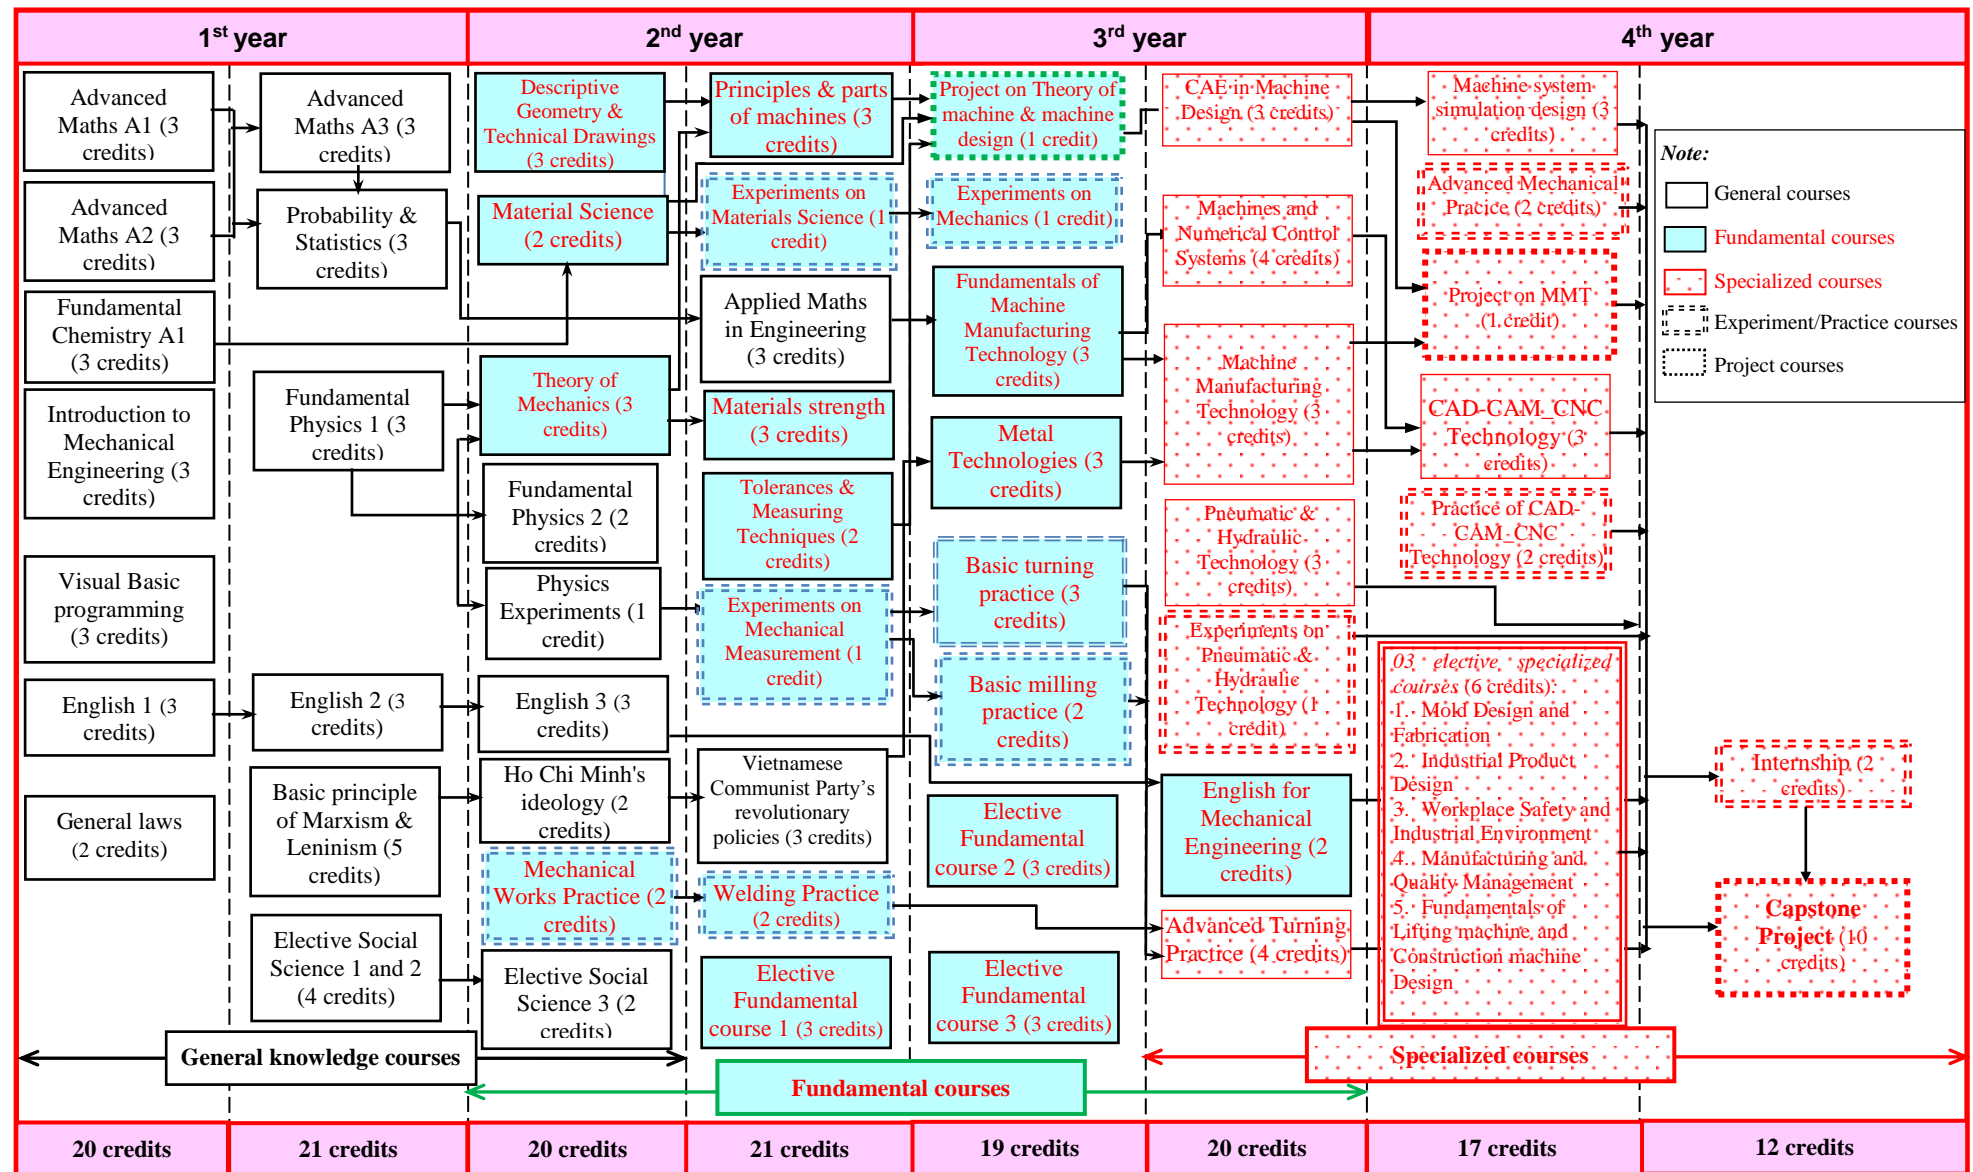 1st year
2nd year
3rd year
4th year
Advanced
Maths A1 (3
credits)
Advanced
Maths A2 (3
credits)
Fundamental
Chemistry A1
(3 credits)
Introduction to
Mechanical
Engineering (3
credits)
Visual Basic
programming
(3 credits)
English 1 (3
credits)
General laws
(2 credits)
Advanced
Maths A3 (3
credits)
Probability &
Statistics (3
credits)
Fundamental
Physics 1 (3
credits)
English 2 (3
credits)
Basic principle
of Marxism &
Leninism (5
credits)
Elective Social
Science 1 and 2
(4 credits)
Descriptive
Geometry &
Technical Drawings
(3 credits)
Material Science
(2 credits)
Theory of
Mechanics (3
credits)
Fundamental
Physics 2 (2
credits)
Physics
Experiments (1
credit)
English 3 (3
credits)
Ho Chi Minh's
ideology (2
credits)
Mechanical
Works Practice (2
credits)
Elective Social
Science 3 (2
credits)
Principles & parts
of machines (3
credits)
Experiments on
Materials Science (1
credit)
Applied Maths
in Engineering
(3 credits)
Materials strength
(3 credits)
Tolerances &
Measuring
Techniques (2
credits)
Experiments on
Mechanical
Measurement (1
credit)
Vietnamese
Communist Party’s
revolutionary
policies (3 credits)
Welding Practice
(2 credits)
Elective
Fundamental
course 1 (3 credits)
Project on Theory of
machine & machine
design (1 credit)
Experiments on
Mechanics (1 credit)
Fundamentals of
Machine
Manufacturing
Technology (3
credits)
Metal
Technologies (3
credits)
Basic turning
practice (3
credits)
Basic milling
practice (2
credits)
Elective
Fundamental
course 2 (3 credits)
Elective
Fundamental
course 3 (3 credits)
CAE in Machine
Design (3 credits)
Machines and
Numerical Control
Systems (4 credits)
Machine
Manufacturing
Technology (3
credits)
Pneumatic &
Hydraulic
Technology (3
credits)
Experiments on
Pneumatic &
Hydraulic
Technology (1
credit)
English for
Mechanical
Engineering (2
credits)
Advanced Turning
Practice (4 credits)
Machine system
simulation design (3
credits)
Advanced Mechanical
Pracice (2 credits)
Project on MMT
(1 credit)
CAD-CAM_CNC
Technology (3
credits)
Practice of CAD-
CAM_CNC
Technology (2 credits)
03 elective specialized
courses (6 credits):
1. Mold Design and
Fabrication
2. Industrial Product
Design
3. Workplace Safety and
Industrial Environment
4. Manufacturing and
Quality Management
5. Fundamentals of
Lifting machine and
Construction machine
Design
Note:
General courses
Fundamental courses
Specialized courses
Experiment/Practice courses
Project courses
Internship (2
credits)
Capstone
Project (10
credits)
General knowledge courses
Fundamental courses
Specialized courses
20 credits
21 credits
20 credits
21 credits
19 credits
20 credits
17 credits
12 credits